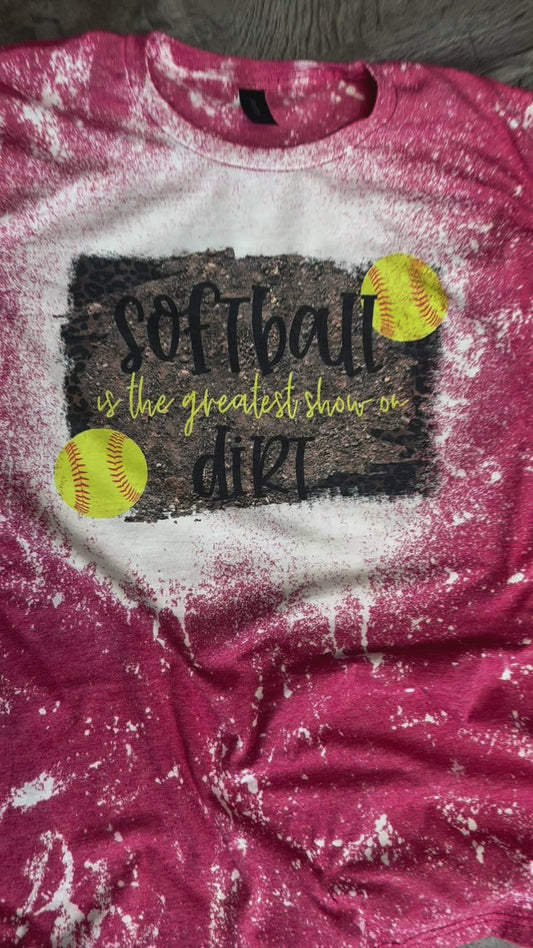 softball
is the greatest show on
diRT